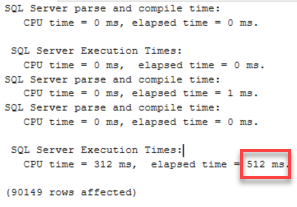 SQL Server parse and compile time:
CPU time = 0 ms, elapsed time = 0 ms.
SQL Server Execution Times:
CPU time = 0 ms,  elapsed time = 0 ms.
SQL Server parse and compile time:
CPU time = 0 ms, elapsed time = 1 ms.
SQL Server parse and compile time:
CPU time = 0 ms, elapsed time = 0 ms.
SQL Server Execution Times:
CPU time = 312 ms,  elapsed time = 512 ms.
(90149 rows affected)